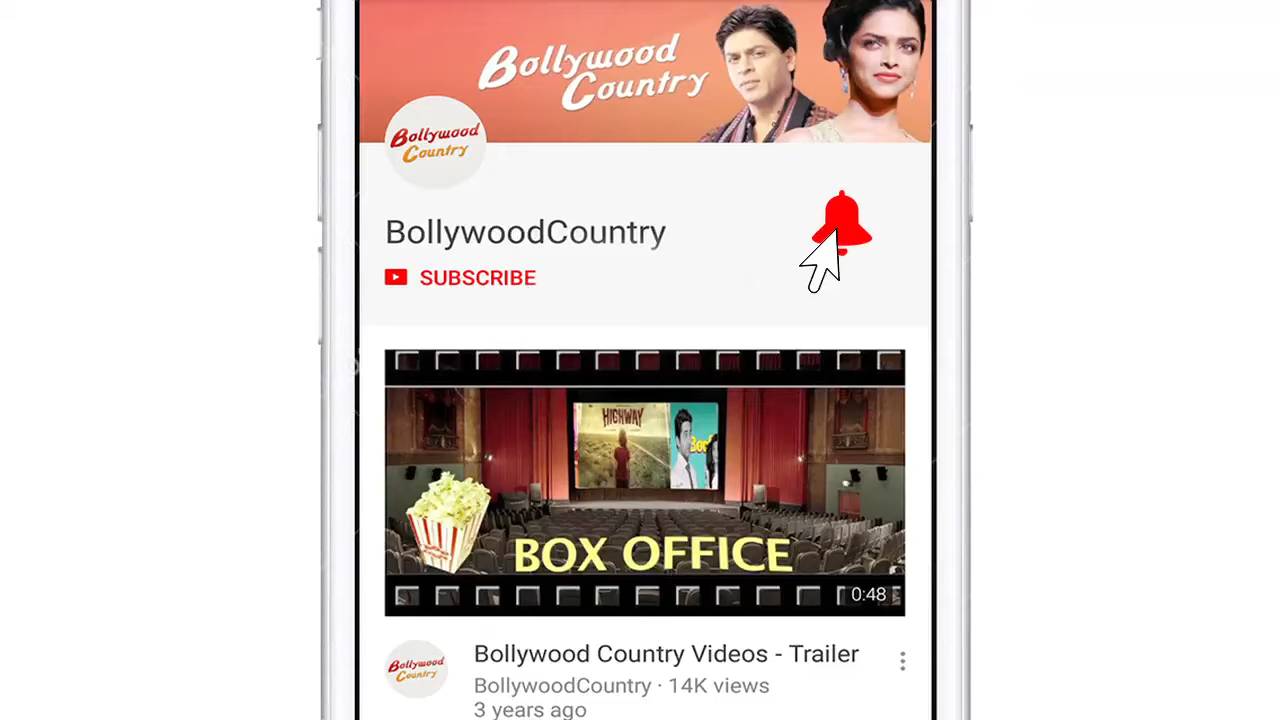 Bollywood
Country
Bollywood
Country
BollywoodCountry
SUBSCRIBE
HIGHWAY
BOX OFFICE
0:48
Bollywood
Country
Bollywood Country Videos - Trailer
BollywoodCountry · 14K views
3 years ago